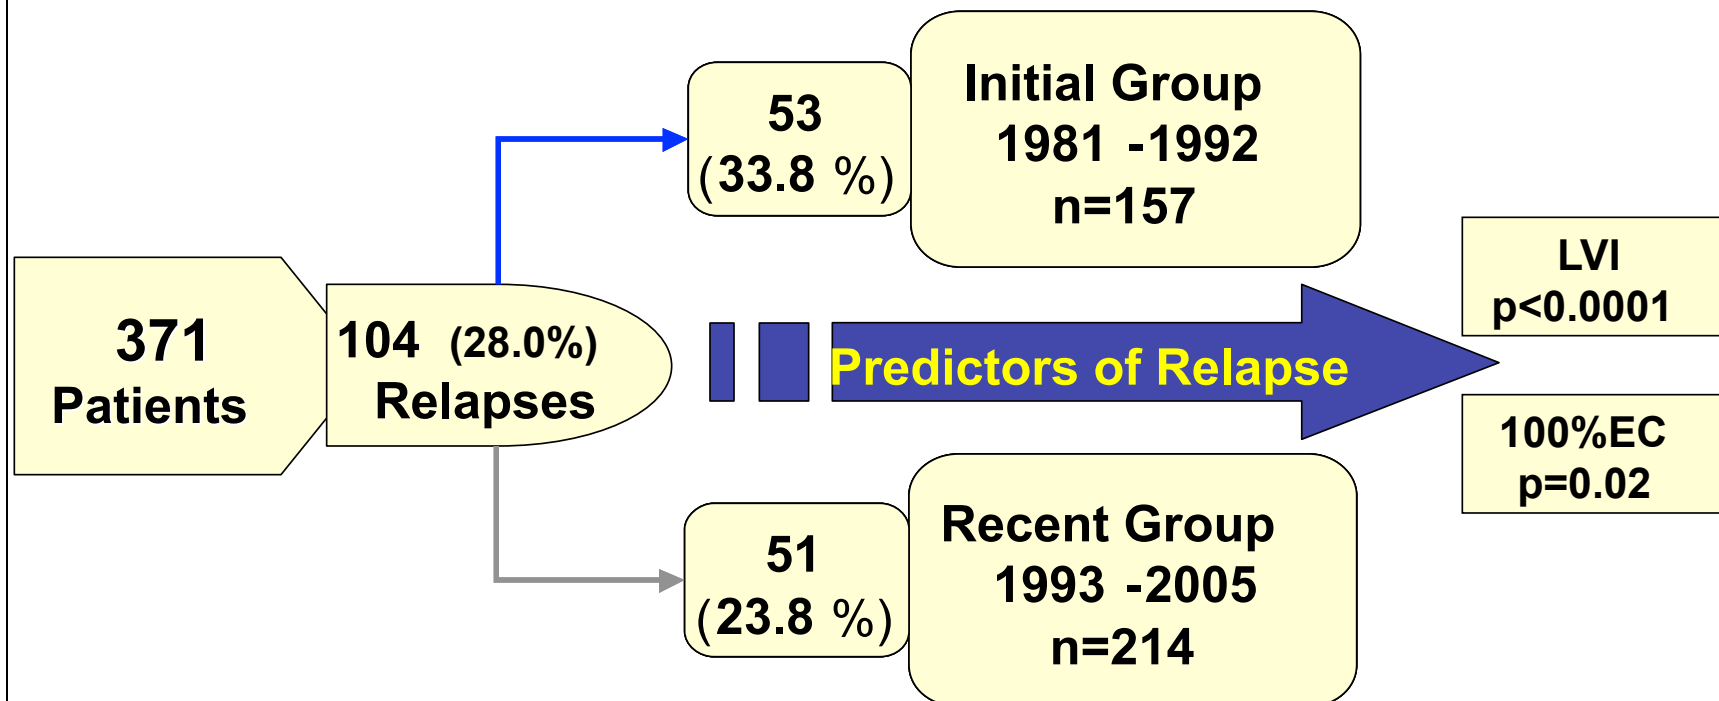 371
Patients
104 (28.0%)
Relapses
53
(33.8 %)
Initial Group
1981 -1992
n=157
Predictors of Relapse
LVI
p<0.0001
100%EC
p=0.02
51
(23.8 %)
Recent Group
1993 -2005
n=214